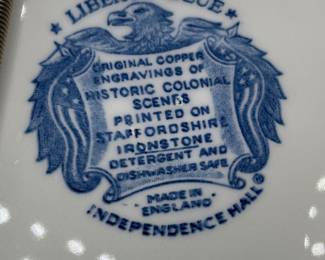 LIBERTY BLUE
ORIGINAL COPPER
ENGRAVINGS OF
HISTORIC COLONIAL
SCENES
PRINTED ON
STAFFORDSHIRE
IRONSTONE
DETERGENT AND
DISHWASHER SAFE
"MADE IN
ENGLAND"
INDEPENDENCE HALL®